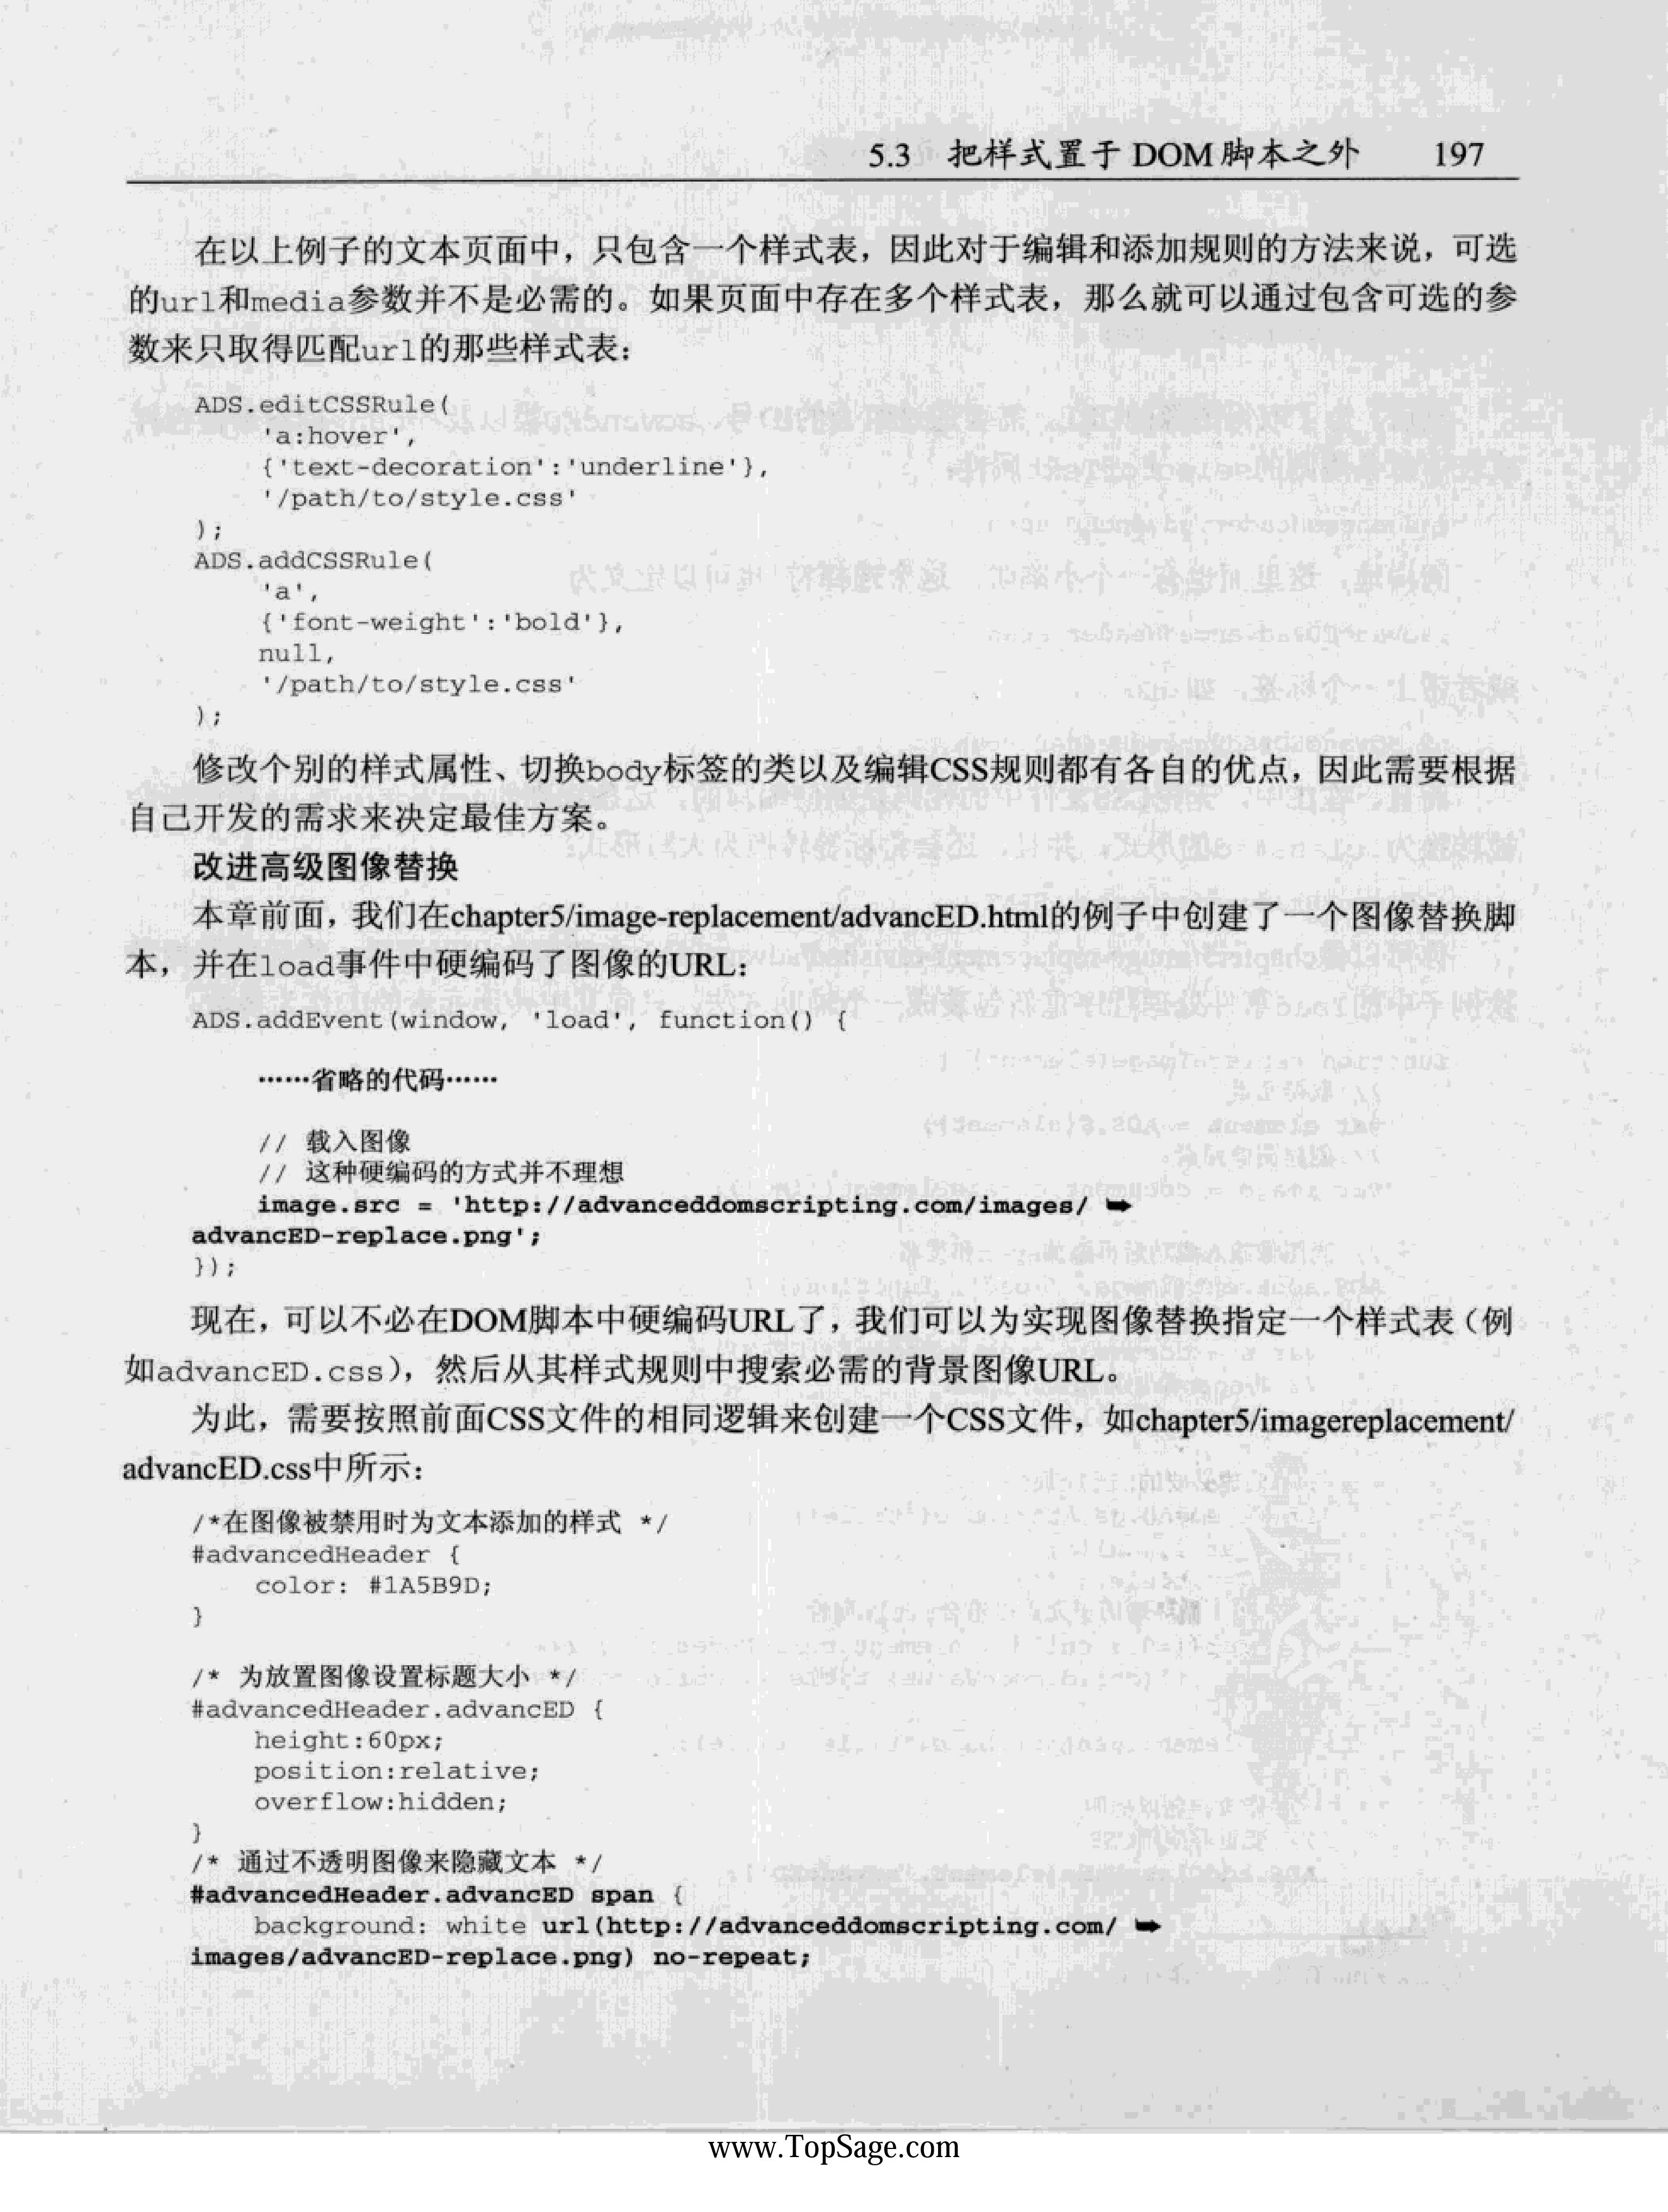 5.3 把样式置于 DOM 脚本之外 197
在以上例子的文本页面中，只包含一个样式表，因此对于编辑和添加规则的方法来说，可选
的url和media参数并不是必需的。如果页面中存在多个样式表，那么就可以通过包含可选的参
数来只取得匹配url的那些样式表：
ADS.editCSSRule(
    'a:hover',
    {'text-decoration':'underline'},
    '/path/to/style.css'
);
ADS.addCSSRule(
    'a',
    {'font-weight':'bold'},
    null,
    '/path/to/style.css'
);
修改个别的样式属性、切换body标签的类以及编辑CSS规则都有各自的优点，因此需要根据
自己开发的需求来决定最佳方案。
改进高级图像替换
本章前面，我们在chapter5/image-replacement/advancED.html的例子中创建了一个图像替换脚
本，并在load事件中硬编码了图像的URL：
ADS.addEvent(window, 'load', function() {
    ……省略的代码……
    // 载入图像
    // 这种硬编码的方式并不理想
    image.src = 'http://advanceddomscripting.com/images/ ➥
advancED-replace.png';
});
现在，可以不必在DOM脚本中硬编码URL了，我们可以为实现图像替换指定一个样式表（例
如advancED.css），然后从其样式规则中搜索必需的背景图像URL。
为此，需要按照前面CSS文件的相同逻辑来创建一个CSS文件，如chapter5/imagereplacement/
advancED.css中所示：
/*在图像被禁用时为文本添加的样式 */
#advancedHeader {
    color: #1A5B9D;
}
/* 为放置图像设置标题大小 */
#advancedHeader.advancED {
    height:60px;
    position:relative;
    overflow:hidden;
}
/* 通过不透明图像来隐藏文本 */
#advancedHeader.advancED span {
    background: white url(http://advanceddomscripting.com/ ➥
images/advancED-replace.png) no-repeat;
www.TopSage.com